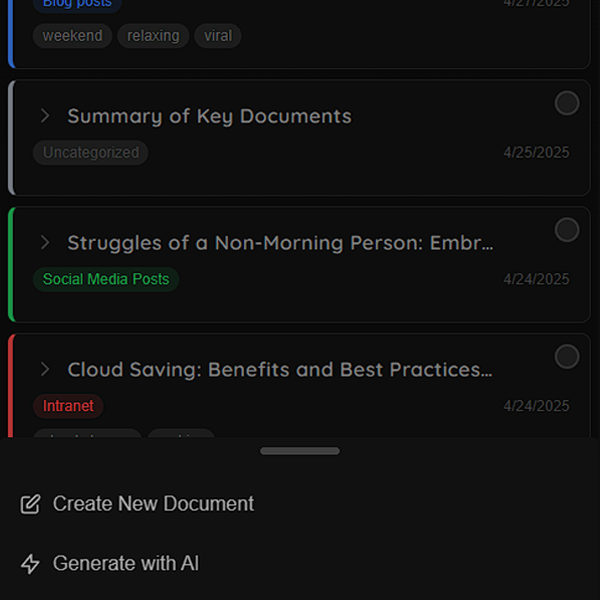 Blog posts 4/27/2025
weekend relaxing viral
Summary of Key Documents
Uncategorized 4/25/2025
Struggles of a Non-Morning Person: Embr...
Social Media Posts 4/24/2025
Cloud Saving: Benefits and Best Practices...
Intranet 4/24/2025
Create New Document
Generate with AI